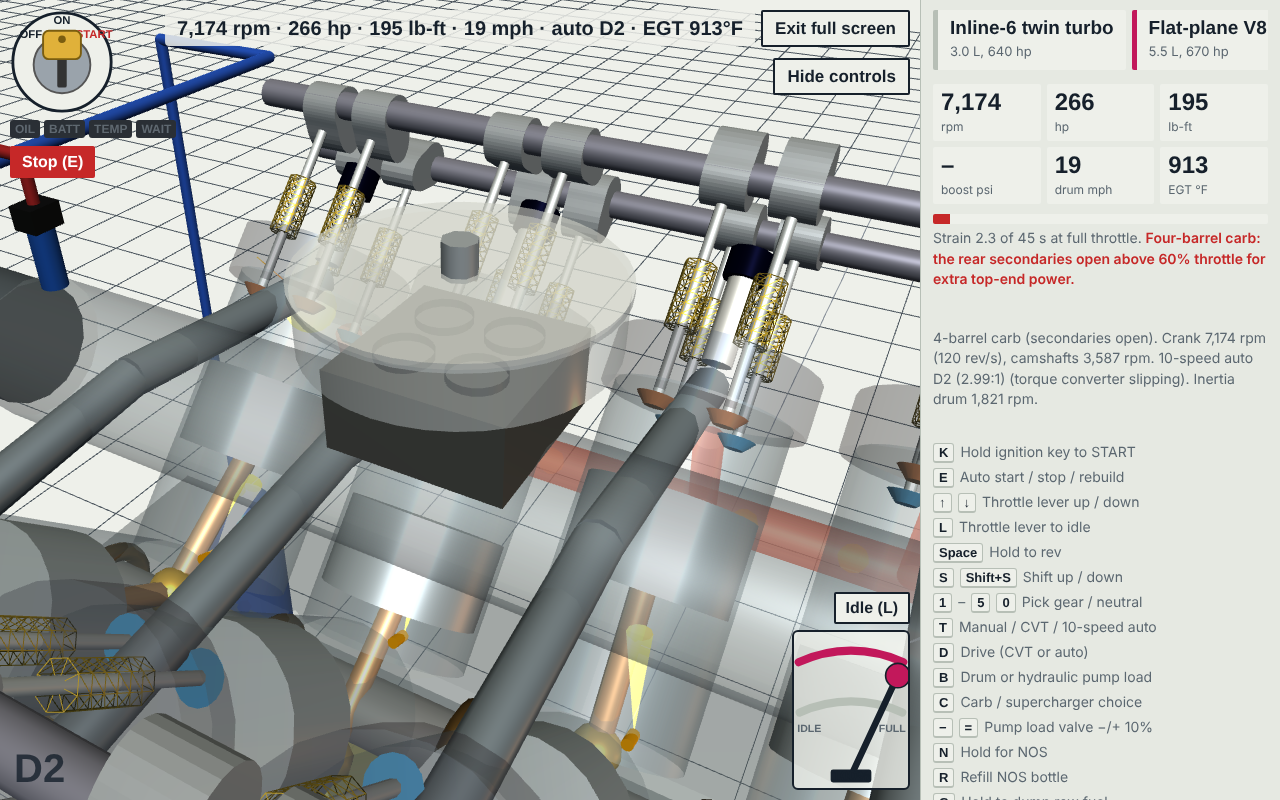 ON
OFF
START
7,174 rpm · 266 hp · 195 lb-ft · 19 mph · auto D2 · EGT 913°F
Exit full screen
Hide controls
OIL BATT TEMP WAIT
Stop (E)
Idle (L)
IDLE FULL
D2
Inline-6 twin turbo
3.0 L, 640 hp
Flat-plane V8
5.5 L, 670 hp
7,174
rpm
266
hp
195
lb-ft
–
boost psi
19
drum mph
913
EGT °F
Strain 2.3 of 45 s at full throttle. Four-barrel carb:
the rear secondaries open above 60% throttle for
extra top-end power.
4-barrel carb (secondaries open). Crank 7,174 rpm
(120 rev/s), camshafts 3,587 rpm. 10-speed auto
D2 (2.99:1) (torque converter slipping). Inertia
drum 1,821 rpm.
K Hold ignition key to START
E Auto start / stop / rebuild
↑ ↓ Throttle lever up / down
L Throttle lever to idle
Space Hold to rev
S Shift+S Shift up / down
1 – 5 0 Pick gear / neutral
T Manual / CVT / 10-speed auto
D Drive (CVT or auto)
B Drum or hydraulic pump load
C Carb / supercharger choice
− = Pump load valve −/+ 10%
N Hold for NOS
R Refill NOS bottle